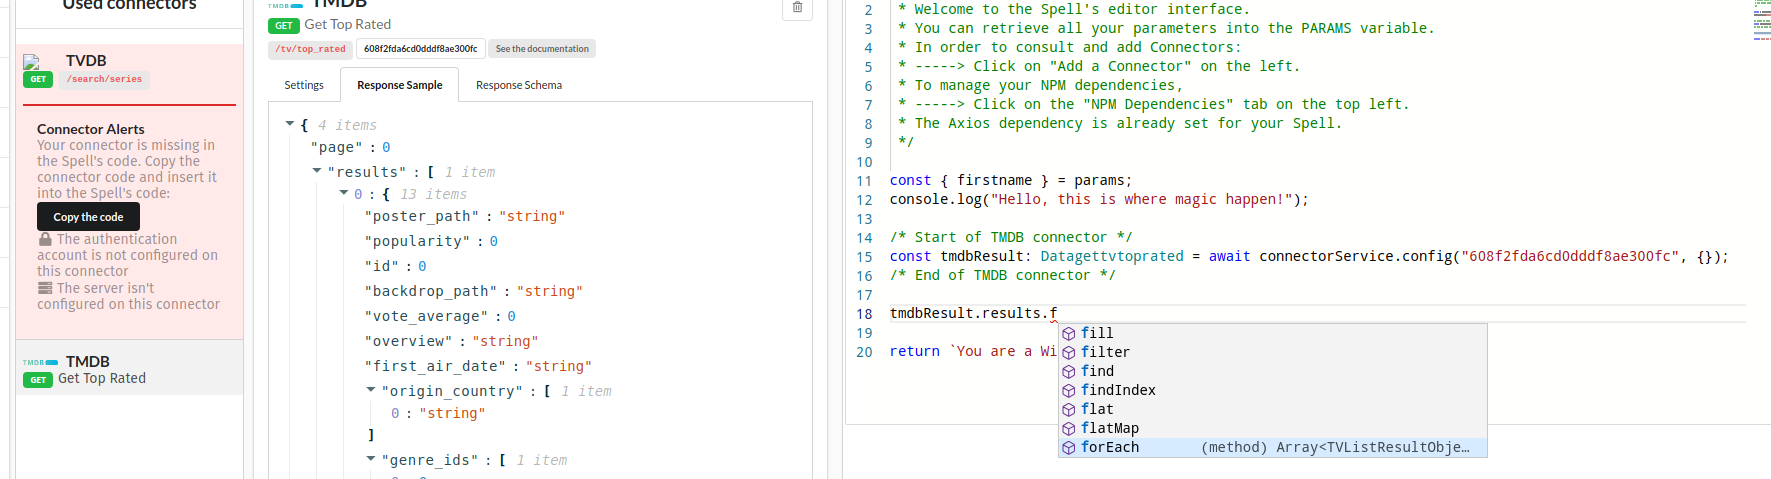 Used connectors
TVDB
GET /search/series
Connector Alerts
Your connector is missing in
the Spell's code. Copy the
connector code and insert it
into the Spell's code:
Copy the code
The authentication
account is not configured on
this connector
The server isn't
configured on this connector
TMDB TMDB
GET Get Top Rated
TMDB TMDB
GET Get Top Rated
/tv/top_rated 608f2fda6cd0dddf8ae300fc See the documentation
Settings Response Sample Response Schema
{ 4 items
"page" : 0
"results" : [ 1 item
0 : { 13 items
"poster_path" : "string"
"popularity" : 0
"id" : 0
"backdrop_path" : "string"
"vote_average" : 0
"overview" : "string"
"first_air_date" : "string"
"origin_country" : [ 1 item
0 : "string"
]
"genre_ids" : [ 1 item
2 * Welcome to the Spell's editor interface.
3 * You can retrieve all your parameters into the PARAMS variable.
4 * In order to consult and add Connectors:
5 * -----> Click on "Add a Connector" on the left.
6 * To manage your NPM dependencies,
7 * -----> Click on the "NPM Dependencies" tab on the top left.
8 * The Axios dependency is already set for your Spell.
9 */
10
11 const { firstname } = params;
12 console.log("Hello, this is where magic happen!");
13
14 /* Start of TMDB connector */
15 const tmdbResult: Datagettvtoprated = await connectorService.config("608f2fda6cd0dddf8ae300fc", {});
16 /* End of TMDB connector */
17
18 tmdbResult.results.f
19
20 return `You are a Wi
fill
filter
find
findIndex
flat
flatMap
forEach (method) Array<TVListResultObje…